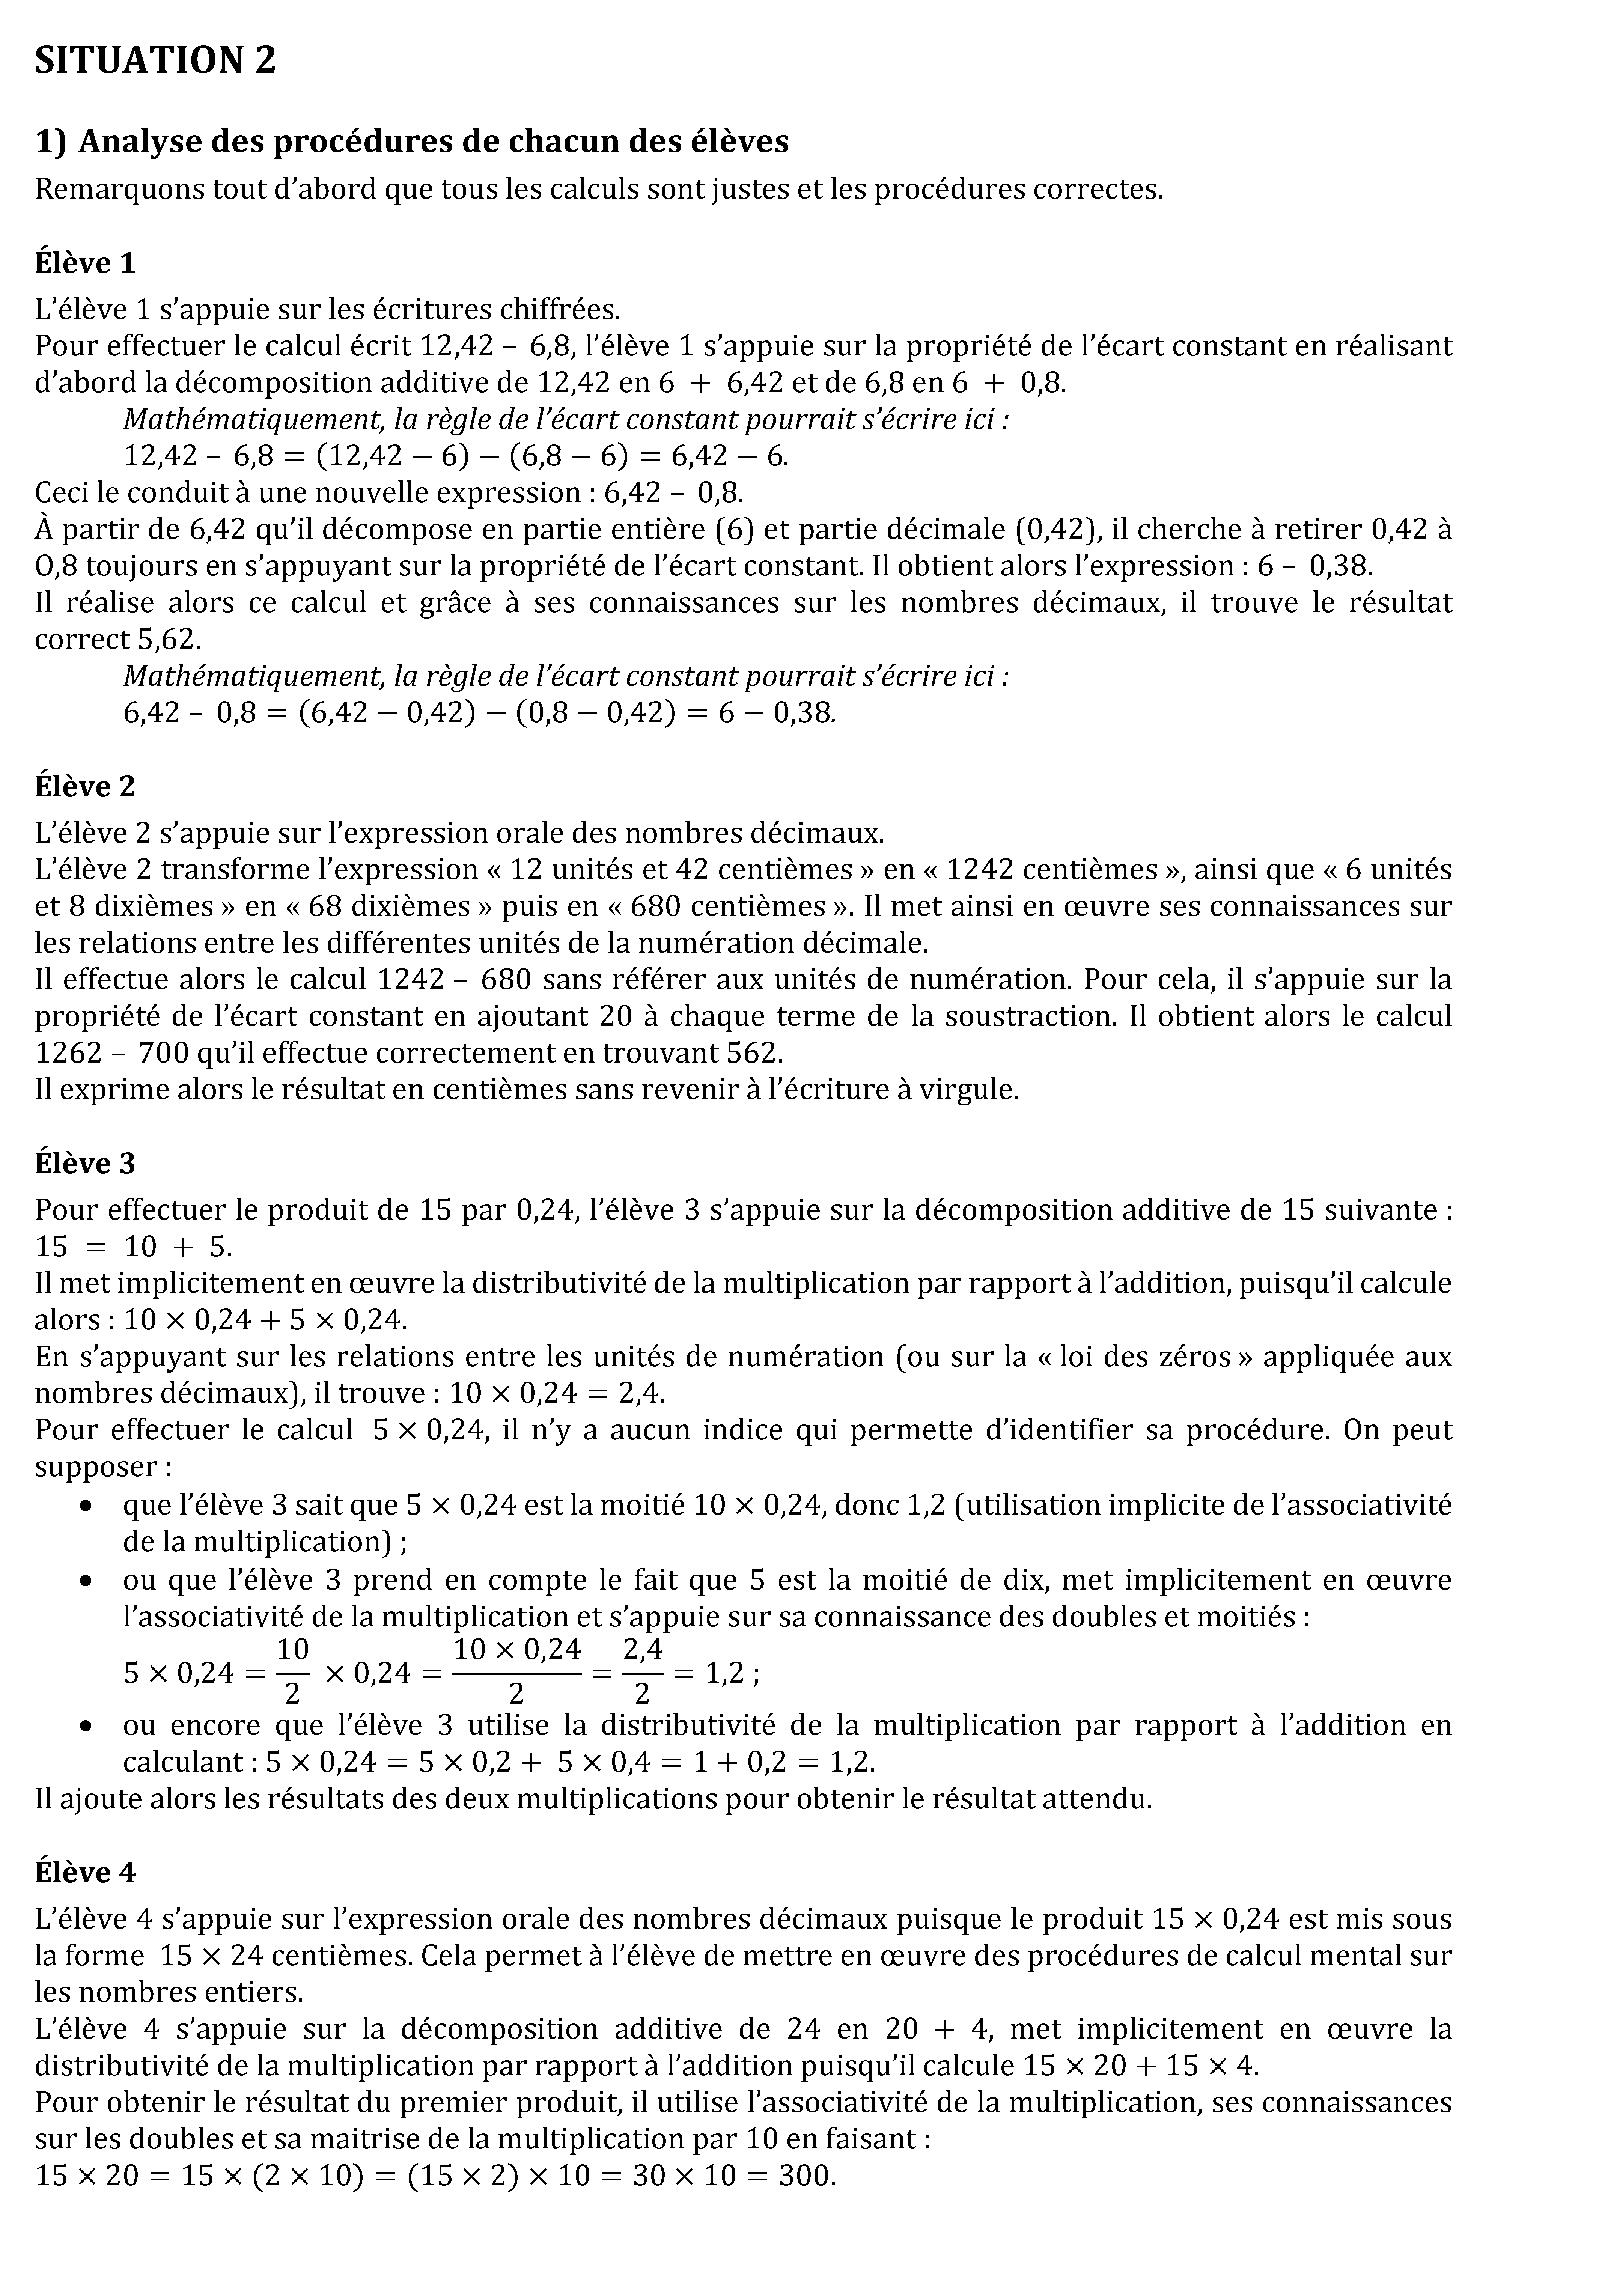 SITUATION 2
1) Analyse des procédures de chacun des élèves
Remarquons tout d’abord que tous les calculs sont justes et les procédures correctes.
Élève 1
L’élève 1 s’appuie sur les écritures chiffrées.
Pour effectuer le calcul écrit 12,42 – 6,8, l’élève 1 s’appuie sur la propriété de l’écart constant en réalisant
d’abord la décomposition additive de 12,42 en 6 + 6,42 et de 6,8 en 6 + 0,8.
Mathématiquement, la règle de l’écart constant pourrait s’écrire ici :
12,42 – 6,8 = (12,42 − 6) − (6,8 − 6) = 6,42 − 6.
Ceci le conduit à une nouvelle expression : 6,42 – 0,8.
À partir de 6,42 qu’il décompose en partie entière (6) et partie décimale (0,42), il cherche à retirer 0,42 à
O,8 toujours en s’appuyant sur la propriété de l’écart constant. Il obtient alors l’expression : 6 – 0,38.
Il réalise alors ce calcul et grâce à ses connaissances sur les nombres décimaux, il trouve le résultat
correct 5,62.
Mathématiquement, la règle de l’écart constant pourrait s’écrire ici :
6,42 – 0,8 = (6,42 − 0,42) − (0,8 − 0,42) = 6 − 0,38.
Élève 2
L’élève 2 s’appuie sur l’expression orale des nombres décimaux.
L’élève 2 transforme l’expression « 12 unités et 42 centièmes » en « 1242 centièmes », ainsi que « 6 unités
et 8 dixièmes » en « 68 dixièmes » puis en « 680 centièmes ». Il met ainsi en œuvre ses connaissances sur
les relations entre les différentes unités de la numération décimale.
Il effectue alors le calcul 1242 – 680 sans référer aux unités de numération. Pour cela, il s’appuie sur la
propriété de l’écart constant en ajoutant 20 à chaque terme de la soustraction. Il obtient alors le calcul
1262 – 700 qu’il effectue correctement en trouvant 562.
Il exprime alors le résultat en centièmes sans revenir à l’écriture à virgule.
Élève 3
Pour effectuer le produit de 15 par 0,24, l’élève 3 s’appuie sur la décomposition additive de 15 suivante :
15 = 10 + 5.
Il met implicitement en œuvre la distributivité de la multiplication par rapport à l’addition, puisqu’il calcule
alors : 10 × 0,24 + 5 × 0,24.
En s’appuyant sur les relations entre les unités de numération (ou sur la « loi des zéros » appliquée aux
nombres décimaux), il trouve : 10 × 0,24 = 2,4.
Pour effectuer le calcul 5 × 0,24, il n’y a aucun indice qui permette d’identifier sa procédure. On peut
supposer :
• que l’élève 3 sait que 5 × 0,24 est la moitié 10 × 0,24, donc 1,2 (utilisation implicite de l’associativité
de la multiplication) ;
• ou que l’élève 3 prend en compte le fait que 5 est la moitié de dix, met implicitement en œuvre
l’associativité de la multiplication et s’appuie sur sa connaissance des doubles et moitiés :
5 × 0,24 = 10/2 × 0,24 = (10 × 0,24)/2 = 2,4/2 = 1,2 ;
• ou encore que l’élève 3 utilise la distributivité de la multiplication par rapport à l’addition en
calculant : 5 × 0,24 = 5 × 0,2 + 5 × 0,4 = 1 + 0,2 = 1,2.
Il ajoute alors les résultats des deux multiplications pour obtenir le résultat attendu.
Élève 4
L’élève 4 s’appuie sur l’expression orale des nombres décimaux puisque le produit 15 × 0,24 est mis sous
la forme 15 × 24 centièmes. Cela permet à l’élève de mettre en œuvre des procédures de calcul mental sur
les nombres entiers.
L’élève 4 s’appuie sur la décomposition additive de 24 en 20 + 4, met implicitement en œuvre la
distributivité de la multiplication par rapport à l’addition puisqu’il calcule 15 × 20 + 15 × 4.
Pour obtenir le résultat du premier produit, il utilise l’associativité de la multiplication, ses connaissances
sur les doubles et sa maitrise de la multiplication par 10 en faisant :
15 × 20 = 15 × (2 × 10) = (15 × 2) × 10 = 30 × 10 = 300.